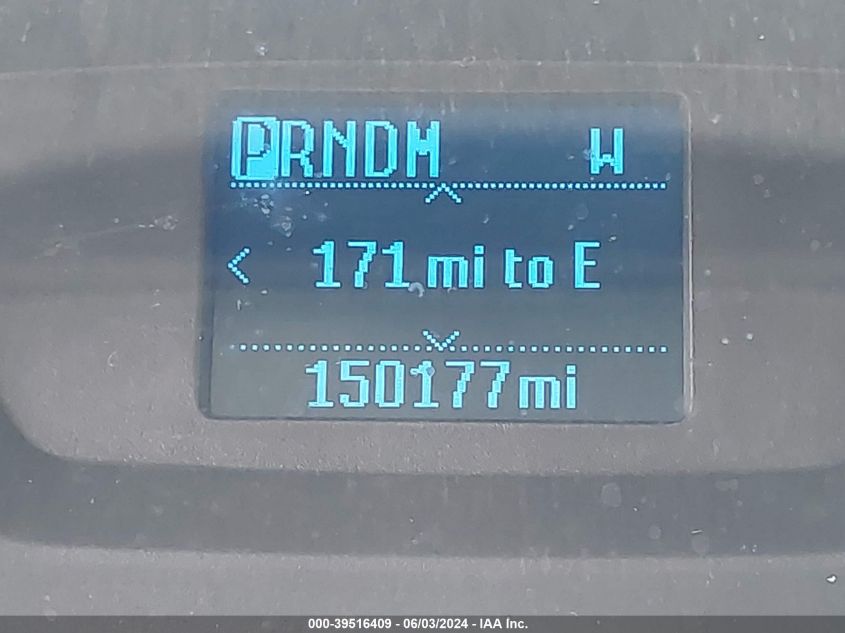 PRNDM W
171 mi to E
150177 mi
000-39516409 - 06/03/2024 - IAA Inc.